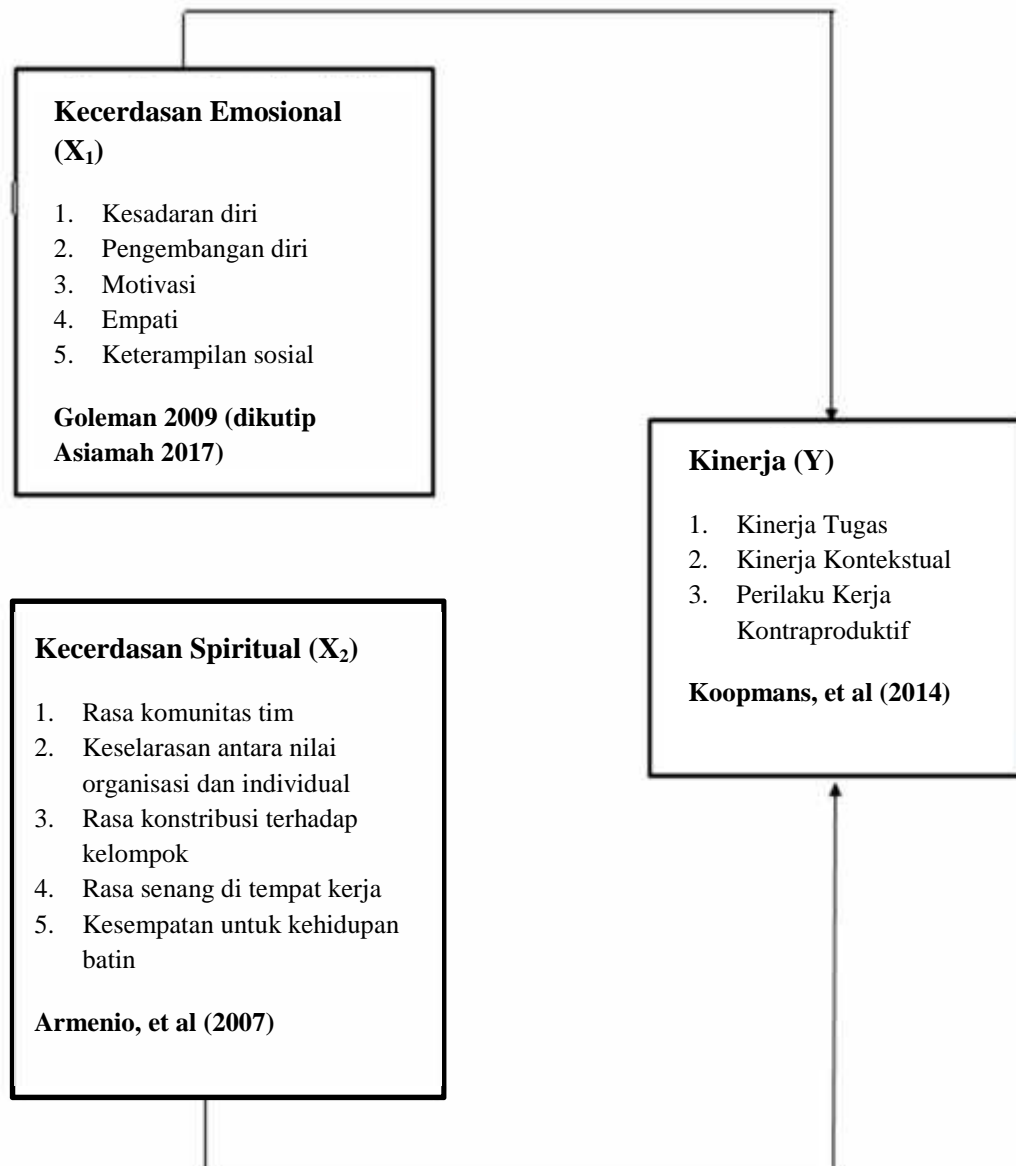 Kecerdasan Emosional
(X₁)
1. Kesadaran diri
2. Pengembangan diri
3. Motivasi
4. Empati
5. Keterampilan sosial
Goleman 2009 (dikutip
Asiamah 2017)
Kinerja (Y)
1. Kinerja Tugas
2. Kinerja Kontekstual
3. Perilaku Kerja
Kontraproduktif
Koopmans, et al (2014)
Kecerdasan Spiritual (X₂)
1. Rasa komunitas tim
2. Keselarasan antara nilai
organisasi dan individual
3. Rasa konstribusi terhadap
kelompok
4. Rasa senang di tempat kerja
5. Kesempatan untuk kehidupan
batin
Armenio, et al (2007)